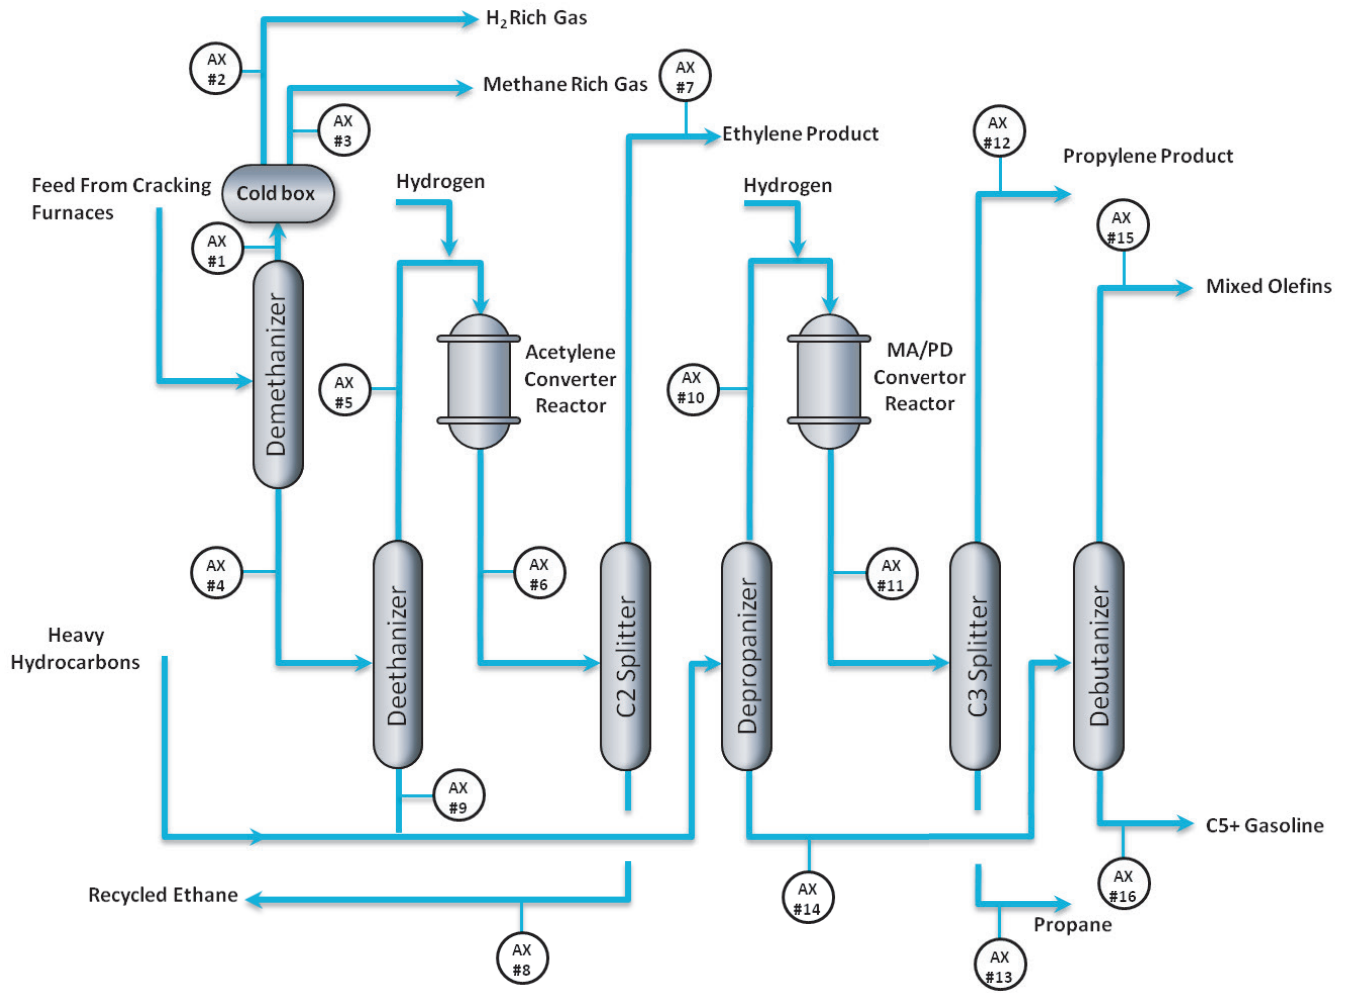 H2 Rich Gas
AX
#2
Methane Rich Gas
AX
#3
AX
#7
Ethylene Product
AX
#12
Propylene Product
Feed From Cracking
Furnaces
Cold box
Hydrogen
Hydrogen
AX
#1
AX
#15
Mixed Olefins
Demethanizer
AX
#5
Acetylene
Converter
Reactor
AX
#10
MA/PD
Convertor
Reactor
AX
#4
AX
#6
AX
#11
Heavy
Hydrocarbons
Deethanizer
C2 Splitter
Depropanizer
C3 Splitter
Debutanizer
AX
#9
C5+ Gasoline
Recycled Ethane
AX
#14
AX
#16
Propane
AX
#8
AX
#13